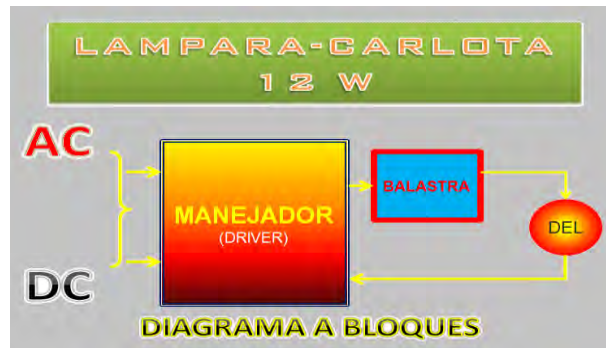 LAMPARA-CARLOTA
12 W
AC
MANEJADOR
(DRIVER)
BALASTRA
DEL
DC
DIAGRAMA A BLOQUES